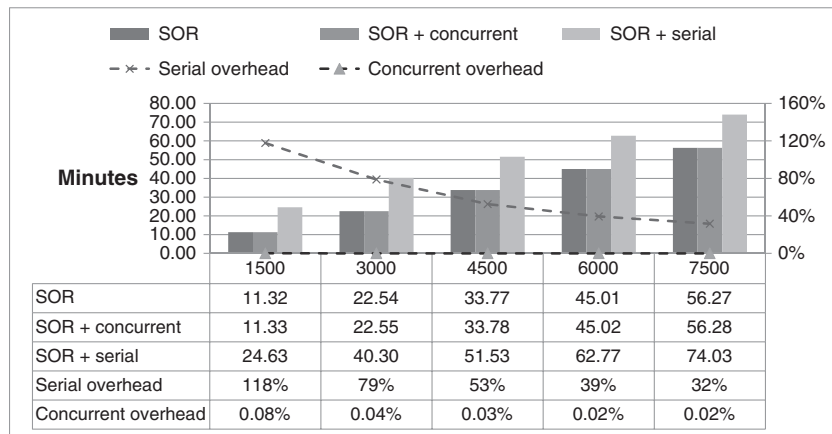 SOR SOR + concurrent SOR + serial
Serial overhead Concurrent overhead
80.00 160%
70.00
60.00 120%
50.00
Minutes
40.00 80%
30.00
20.00 40%
10.00
0.00 0%
1500 3000 4500 6000 7500
SOR 11.32 22.54 33.77 45.01 56.27
SOR + concurrent 11.33 22.55 33.78 45.02 56.28
SOR + serial 24.63 40.30 51.53 62.77 74.03
Serial overhead 118% 79% 53% 39% 32%
Concurrent overhead 0.08% 0.04% 0.03% 0.02% 0.02%